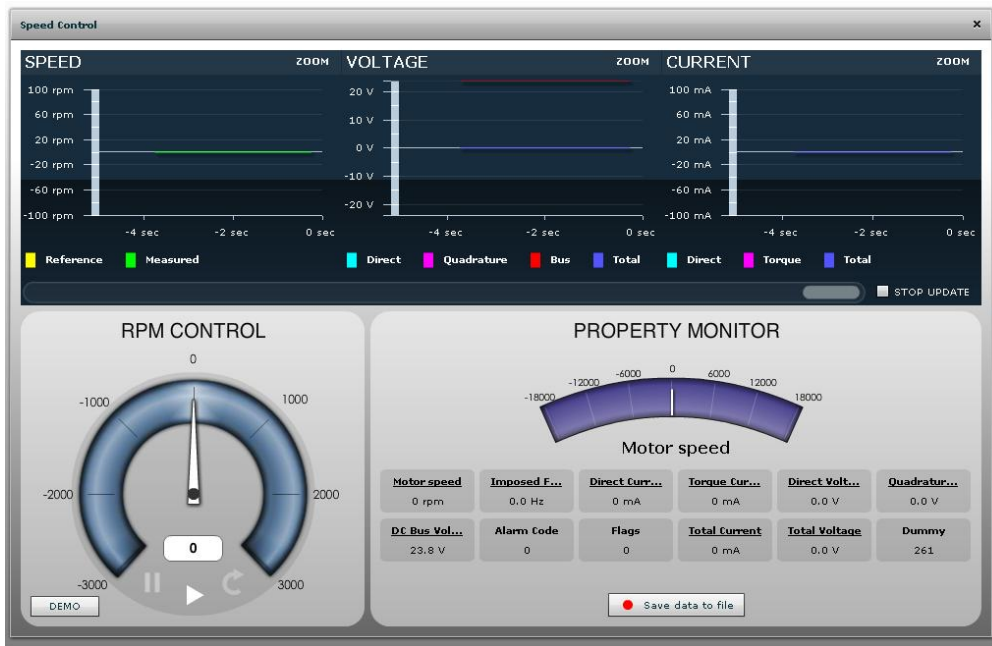 Speed Control
×
SPEED ZOOM
100 rpm
60 rpm
20 rpm
-20 rpm
-60 rpm
-100 rpm
-4 sec -2 sec 0 sec
Reference Measured
VOLTAGE ZOOM
20 V
10 V
0 V
-10 V
-20 V
-4 sec -2 sec 0 sec
Direct Quadrature Bus Total
CURRENT ZOOM
100 mA
60 mA
20 mA
-20 mA
-60 mA
-100 mA
-4 sec -2 sec 0 sec
Direct Torque Total
STOP UPDATE
RPM CONTROL
0
-1000 1000
-2000 2000
-3000 3000
0
DEMO
PROPERTY MONITOR
-18000 -12000 -6000 0 6000 12000 18000
Motor speed
Motor speed Imposed F... Direct Curr... Torque Cur... Direct Volt... Quadratur...
0 rpm 0.0 Hz 0 mA 0 mA 0.0 V 0.0 V
DC Bus Vol... Alarm Code Flags Total Current Total Voltage Dummy
23.8 V 0 0 0 mA 0.0 V 261
Save data to file